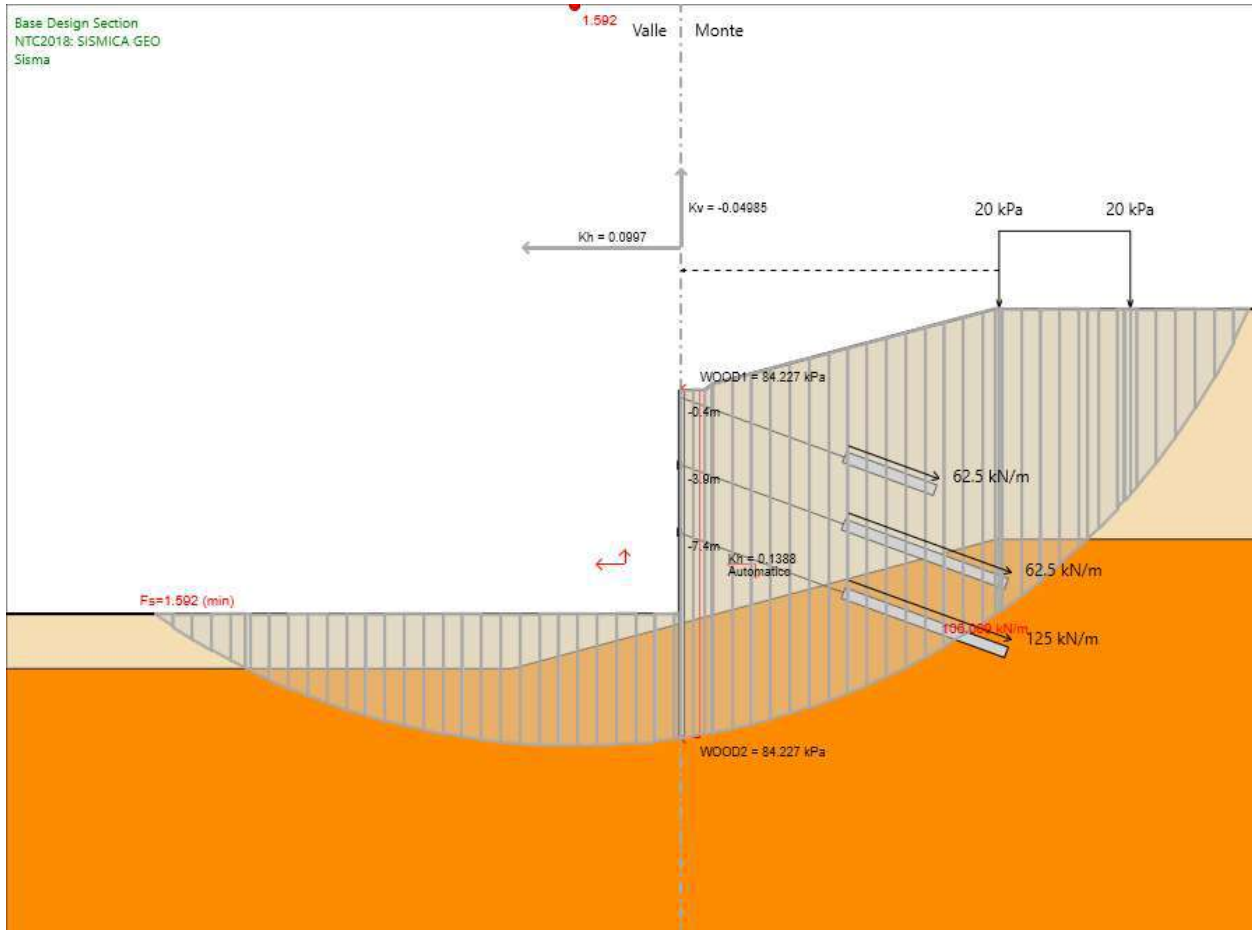 Base Design Section
NTC2018: SISMICA GEO
Sisma
1.592
Valle
Monte
Kv = -0.04985
Kh = 0.0997
20 kPa
20 kPa
WOOD1 = 84.227 kPa
-0.4m
-3.9m
62.5 kN/m
-7.4m
Kh = 0.1388
Automatico
62.5 kN/m
Fs=1.592 (min)
125 kN/m
WOOD2 = 84.227 kPa